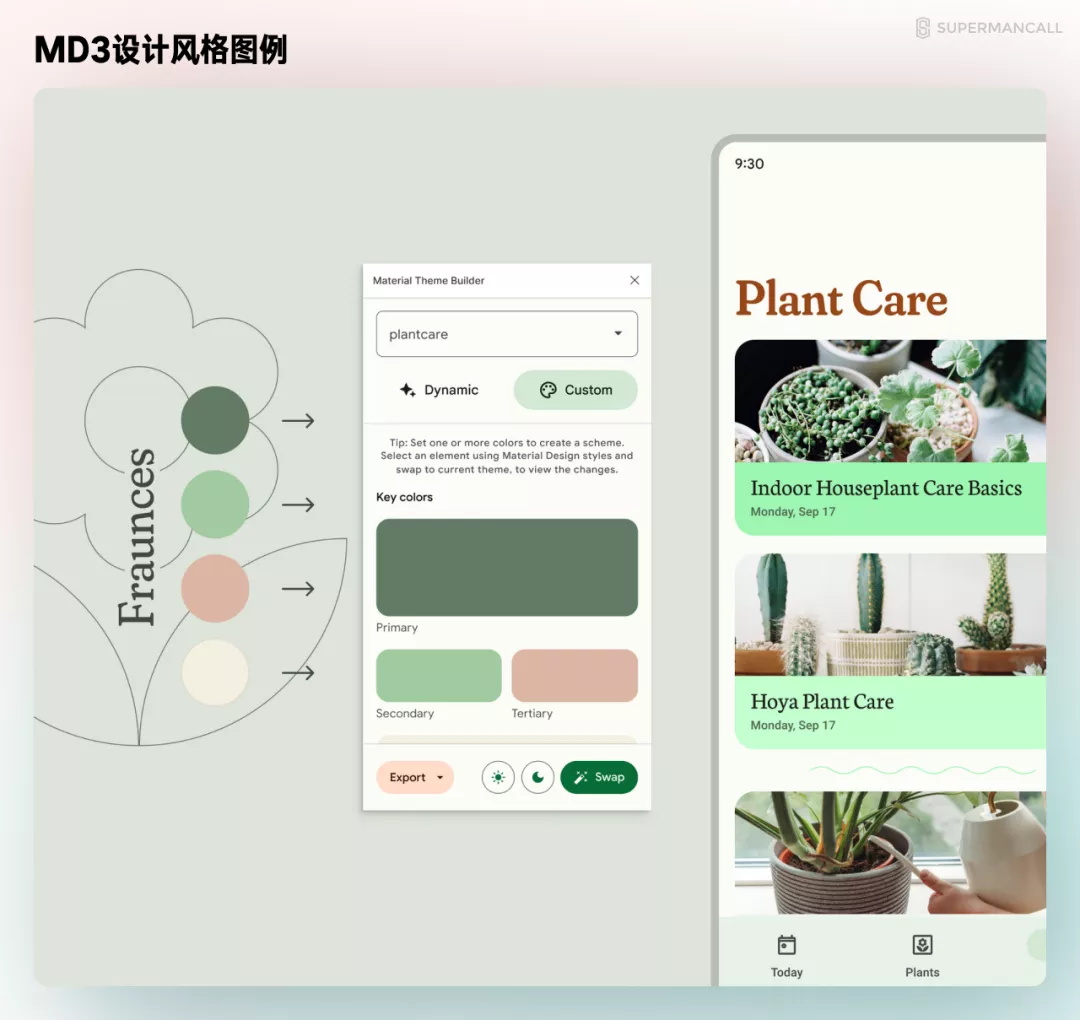 MD3设计风格图例
SUPERMANCALL
Fraunces
Material Theme Builder
plantcare
Dynamic
Custom
Tip: Set one or more colors to create a scheme.
Select an element using Material Design styles and
swap to current theme, to view the changes.
Key colors
Primary
Secondary
Tertiary
Export
Swap
9:30
Plant Care
Indoor Houseplant Care Basics
Monday, Sep 17
Hoya Plant Care
Monday, Sep 17
Today
Plants